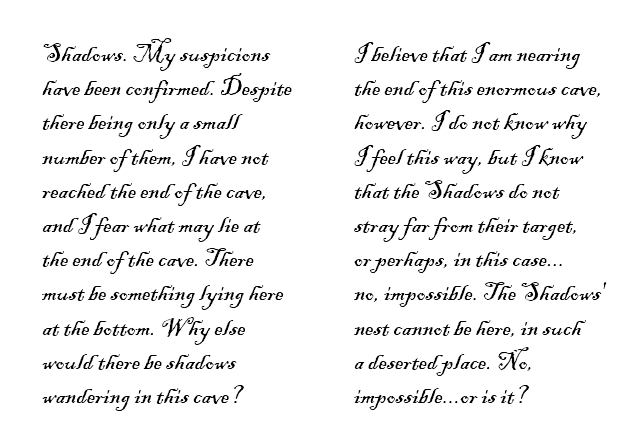 Shadows. My suspicions
have been confirmed. Despite
there being only a small
number of them, I have not
reached the end of the cave,
and I fear what may lie at
the end of the cave. There
must be something lying here
at the bottom. Why else
would there be shadows
wandering in this cave?
I believe that I am nearing
the end of this enormous cave,
however. I do not know why
I feel this way, but I know
that the Shadows do not
stray far from their target,
or perhaps, in this case...
no, impossible. The Shadows'
nest cannot be here, in such
a deserted place. No,
impossible...or is it?